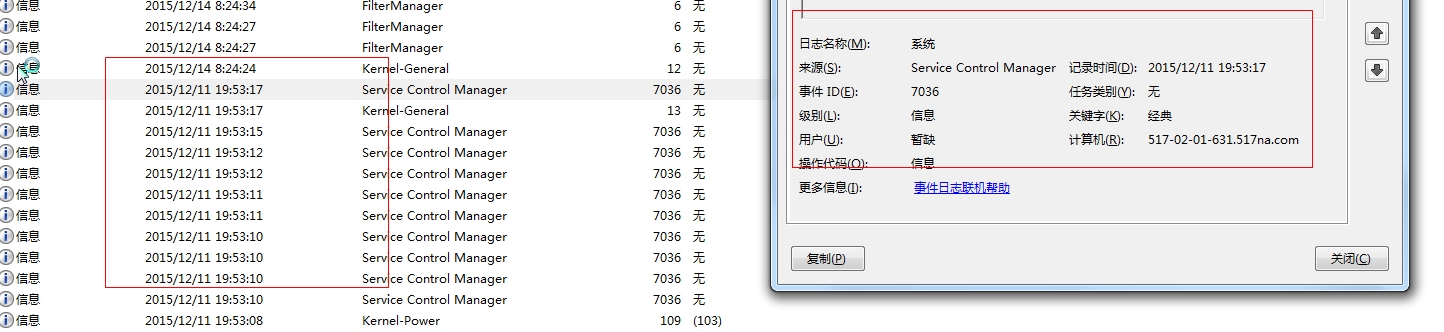 信息 2015/12/14 8:24:34 FilterManager 6 无
信息 2015/12/14 8:24:27 FilterManager 6 无
信息 2015/12/14 8:24:27 FilterManager 6 无
信息 2015/12/14 8:24:24 Kernel-General 12 无
信息 2015/12/11 19:53:17 Service Control Manager 7036 无
信息 2015/12/11 19:53:17 Kernel-General 13 无
信息 2015/12/11 19:53:15 Service Control Manager 7036 无
信息 2015/12/11 19:53:12 Service Control Manager 7036 无
信息 2015/12/11 19:53:12 Service Control Manager 7036 无
信息 2015/12/11 19:53:11 Service Control Manager 7036 无
信息 2015/12/11 19:53:11 Service Control Manager 7036 无
信息 2015/12/11 19:53:10 Service Control Manager 7036 无
信息 2015/12/11 19:53:10 Service Control Manager 7036 无
信息 2015/12/11 19:53:10 Service Control Manager 7036 无
信息 2015/12/11 19:53:10 Service Control Manager 7036 无
信息 2015/12/11 19:53:08 Kernel-Power 109 (103)
日志名称(M): 系统
来源(S): Service Control Manager 记录时间(D): 2015/12/11 19:53:17
事件 ID(E): 7036 任务类别(Y): 无
级别(L): 信息 关键字(K): 经典
用户(U): 暂缺 计算机(R): 517-02-01-631.517na.com
操作代码(O): 信息
更多信息(I): 事件日志联机帮助
复制(P) 关闭(C)